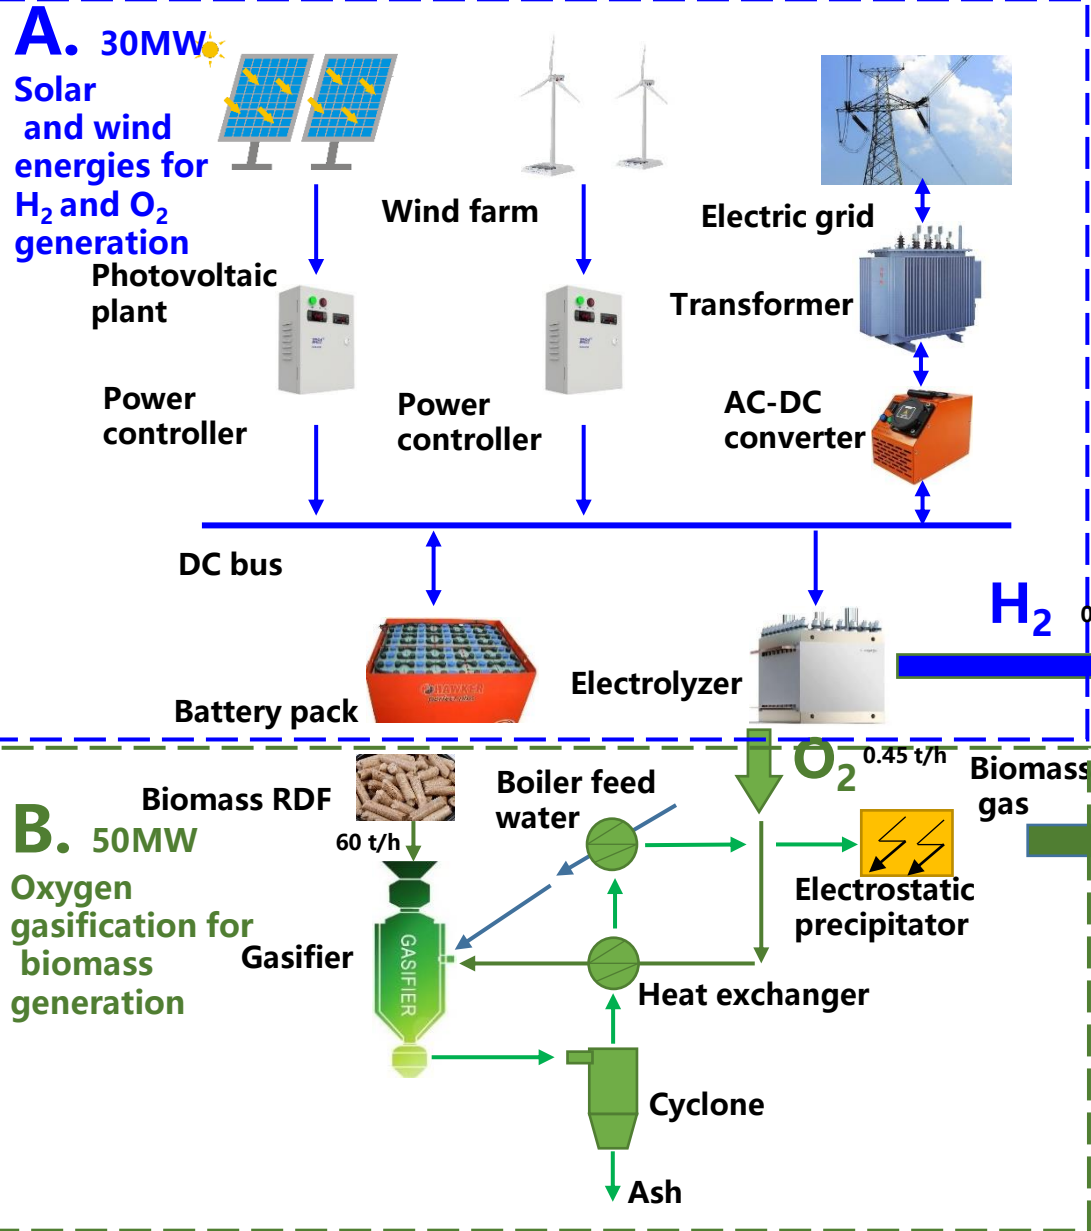 A. 30MW
Solar
and wind
energies for
H2 and O2
generation
Wind farm
Electric grid
Photovoltaic
plant
Transformer
Power
controller
Power
controller
AC-DC
converter
DC bus
H2
0
Electrolyzer
Battery pack
HAWKER
O2 0.45 t/h
Biomass
gas
Biomass RDF
Boiler feed
water
B. 50MW
60 t/h
Oxygen
gasification for
biomass
generation
Electrostatic
precipitator
Gasifier
GASIFIER
Heat exchanger
Cyclone
Ash